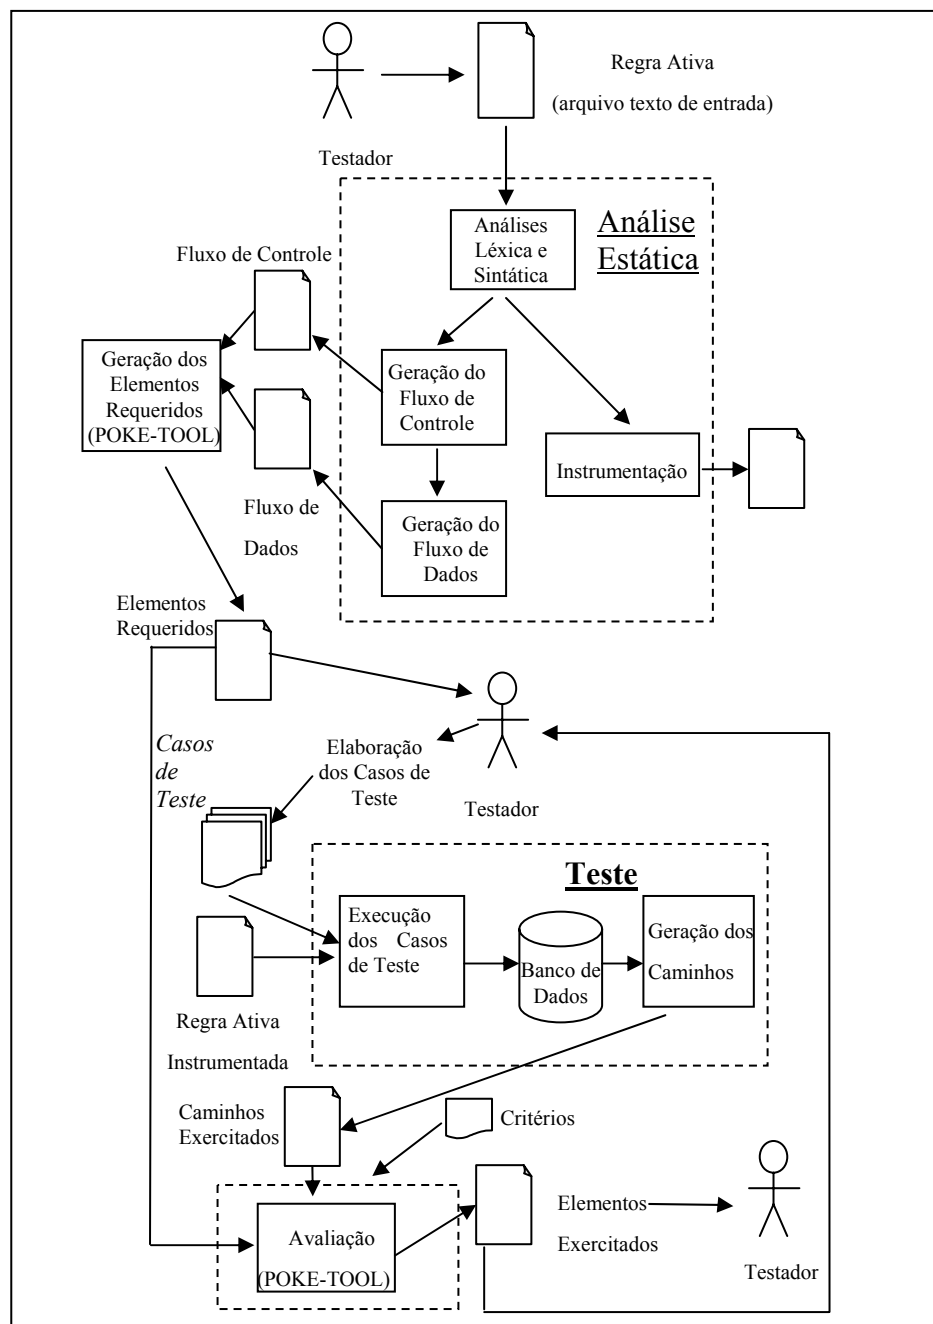 Regra Ativa
(arquivo texto de entrada)
Testador
Análise
Estática
Análises
Léxica e
Sintática
Fluxo de Controle
Geração dos
Elementos
Requeridos
(POKE-TOOL)
Geração do
Fluxo de
Controle
Instrumentação
Fluxo de
Dados
Geração do
Fluxo de
Dados
Elementos
Requeridos
Casos
de
Teste
Elaboração
dos Casos de
Teste
Testador
Teste
Execução
dos Casos
de Teste
Banco de
Dados
Geração dos
Caminhos
Regra Ativa
Instrumentada
Caminhos
Exercitados
Critérios
Avaliação
(POKE-TOOL)
Elementos
Exercitados
Testador